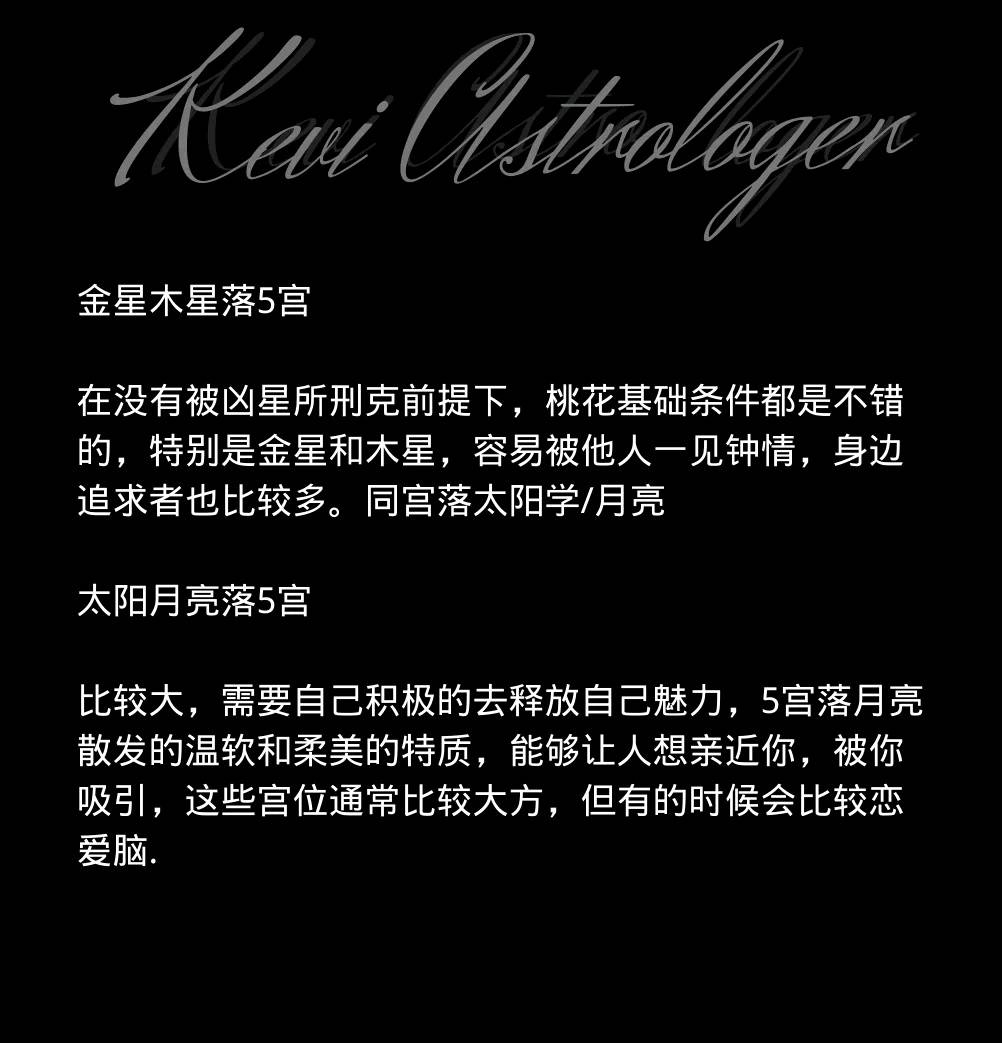 Kevi Astrologer
金星木星落5宫
在没有被凶星所刑克前提下，桃花基础条件都是不错
的，特别是金星和木星，容易被他人一见钟情，身边
追求者也比较多。同宫落太阳学/月亮
太阳月亮落5宫
比较大，需要自己积极的去释放自己魅力，5宫落月亮
散发的温软和柔美的特质，能够让人想亲近你，被你
吸引，这些宫位通常比较大方，但有的时候会比较恋
爱脑.